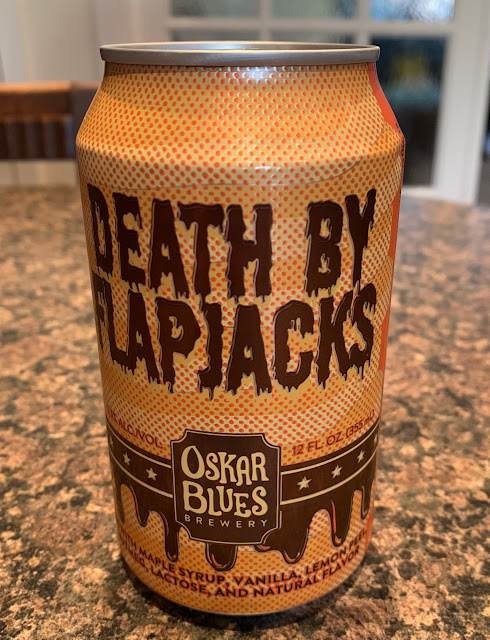 DEATH BY
FLAPJACKS
ALC/VOL.
12 FL. OZ. (355 
OSKAR
BLUES
BREWERY
MAPLE SYRUP, VANILLA, LEMON
LACTOSE, AND NATURAL FLAVOR